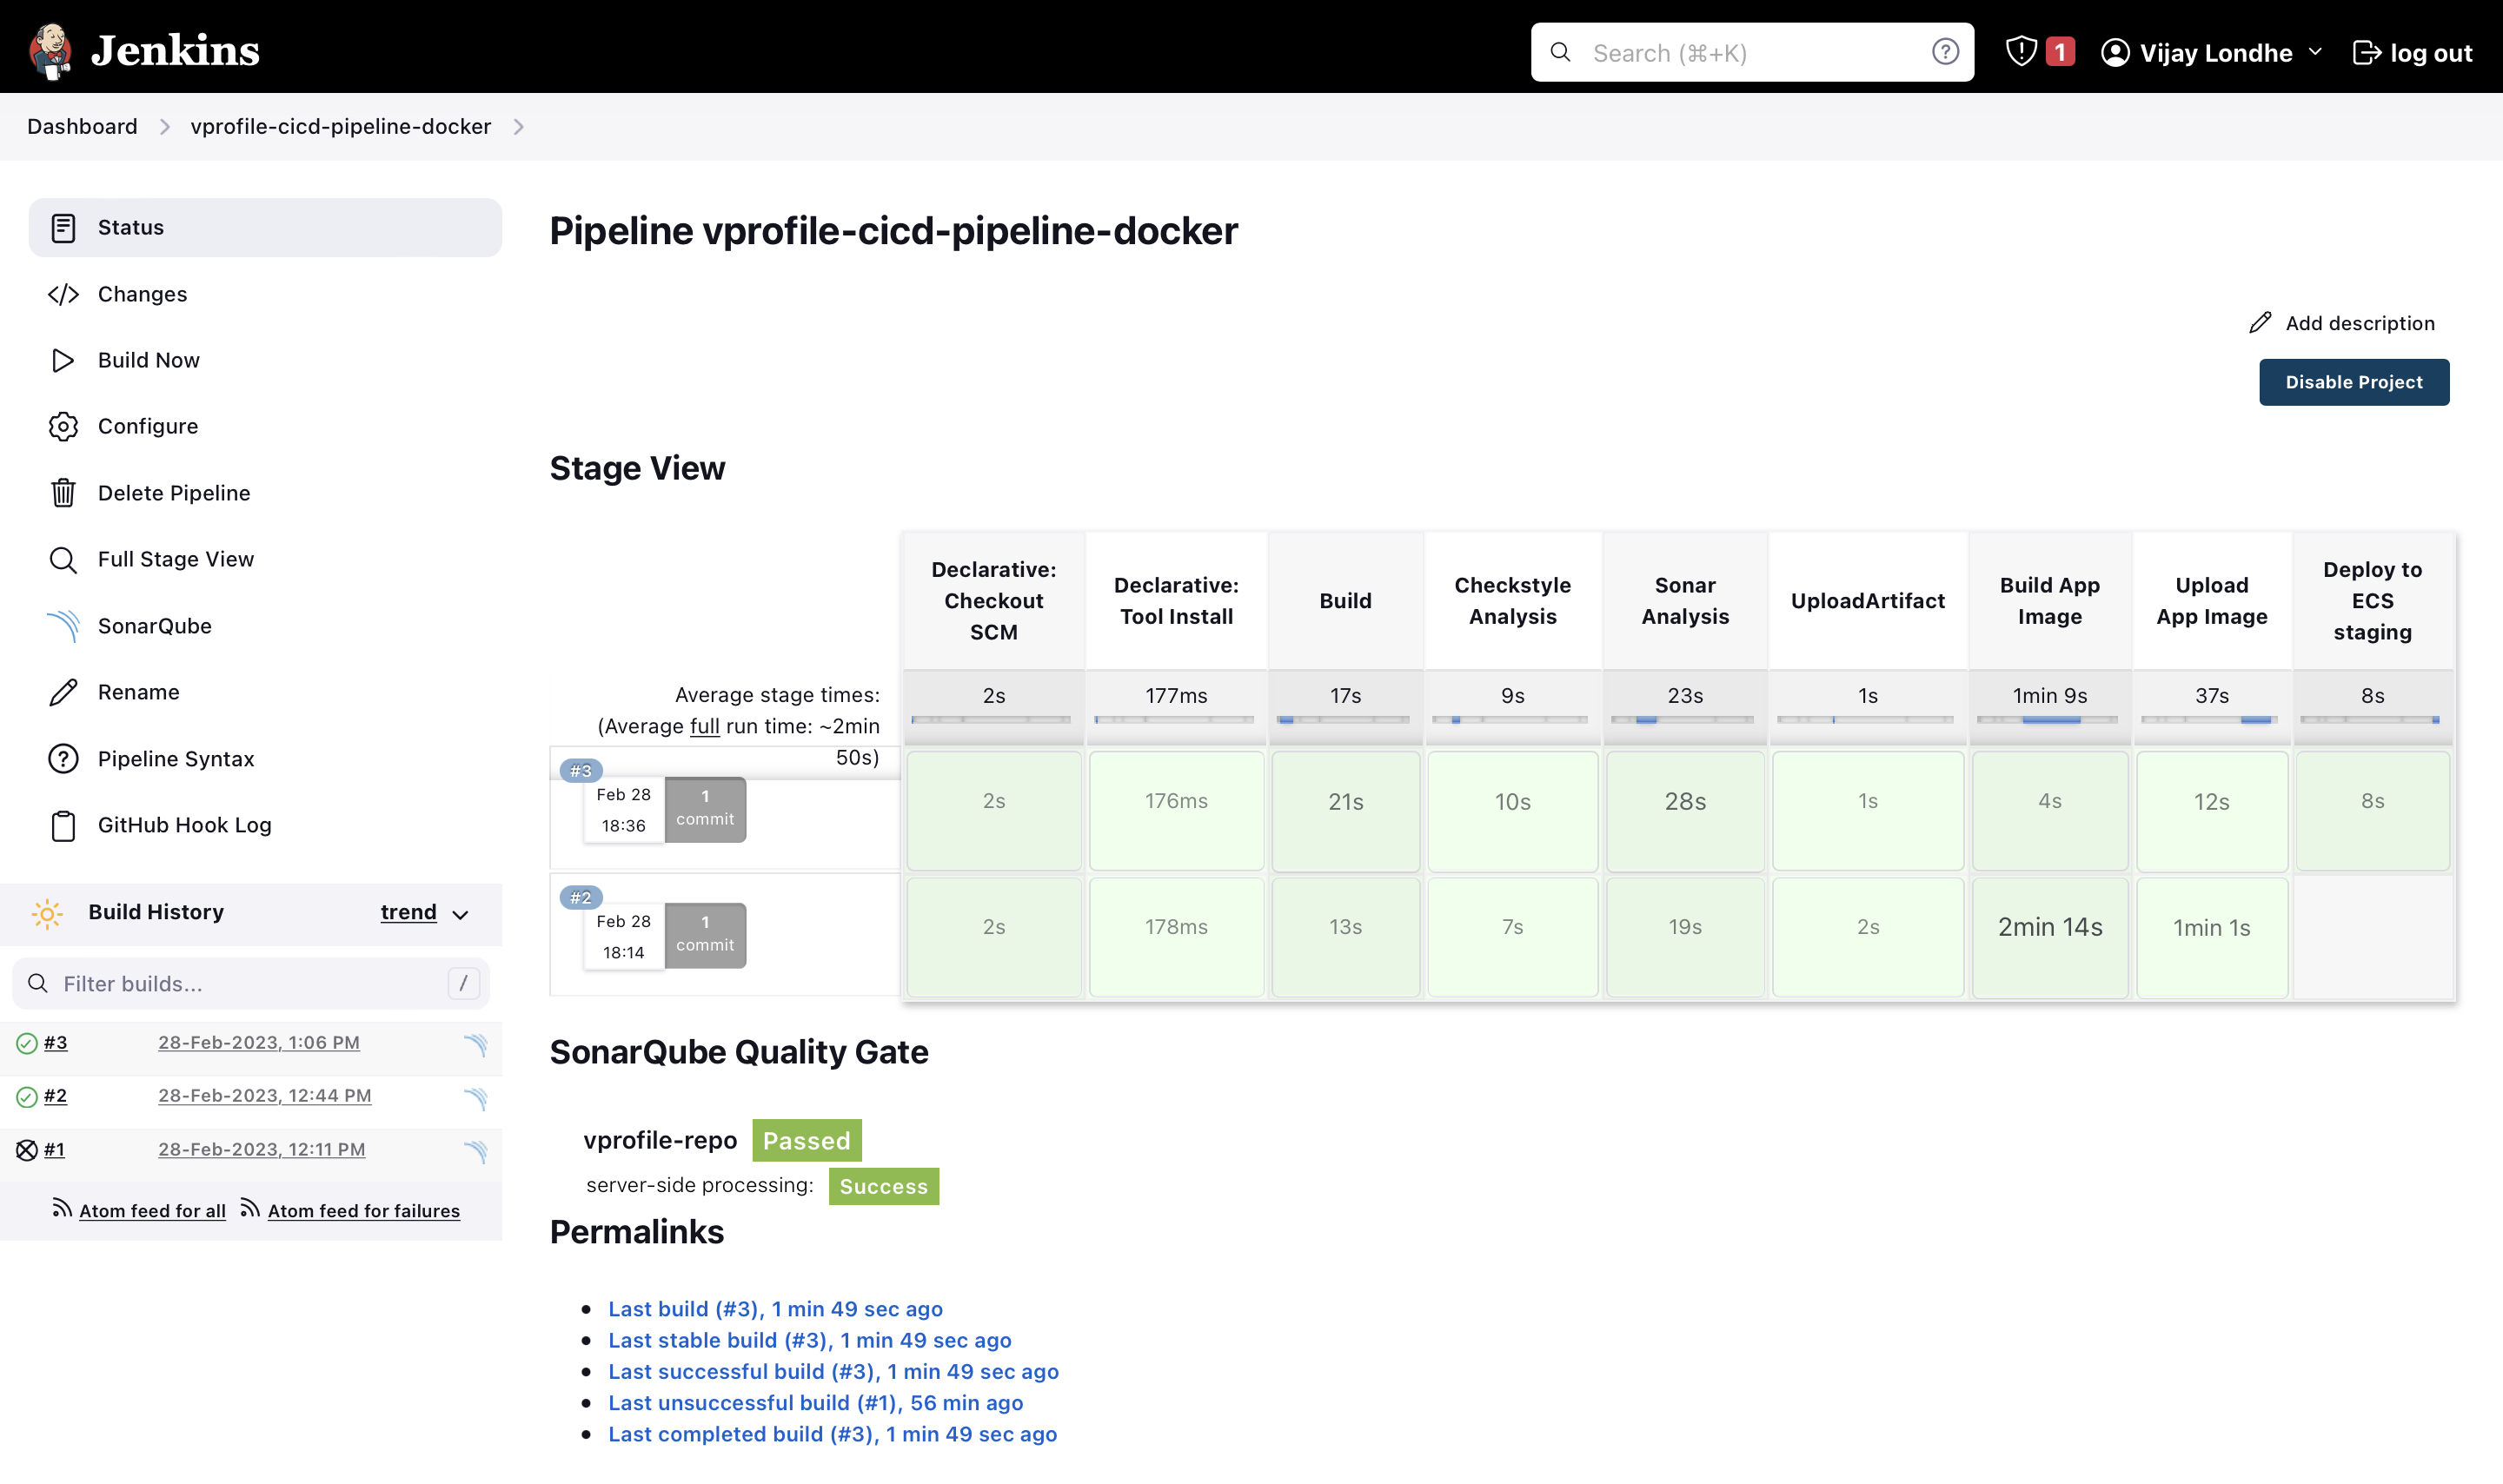 Jenkins
Search (⌘+K)
?
1
Vijay Londhe
log out
Dashboard
vprofile-cicd-pipeline-docker
Status
Changes
Build Now
Configure
Delete Pipeline
Full Stage View
SonarQube
Rename
Pipeline Syntax
GitHub Hook Log
Build History
trend
Filter builds...
/
#3
28-Feb-2023, 1:06 PM
#2
28-Feb-2023, 12:44 PM
#1
28-Feb-2023, 12:11 PM
Atom feed for all
Atom feed for failures
Pipeline vprofile-cicd-pipeline-docker
Add description
Disable Project
Stage View
Declarative:
Checkout
SCM
Declarative:
Tool Install
Build
Checkstyle
Analysis
Sonar
Analysis
UploadArtifact
Build App
Image
Upload
App Image
Deploy to
ECS
staging
Average stage times:
(Average full run time: ~2min
50s)
2s
177ms
17s
9s
23s
1s
1min 9s
37s
8s
#3
Feb 28
18:36
1
commit
2s
176ms
21s
10s
28s
1s
4s
12s
8s
#2
Feb 28
18:14
1
commit
2s
178ms
13s
7s
19s
2s
2min 14s
1min 1s
SonarQube Quality Gate
vprofile-repo Passed
server-side processing: Success
Permalinks
Last build (#3), 1 min 49 sec ago
Last stable build (#3), 1 min 49 sec ago
Last successful build (#3), 1 min 49 sec ago
Last unsuccessful build (#1), 56 min ago
Last completed build (#3), 1 min 49 sec ago